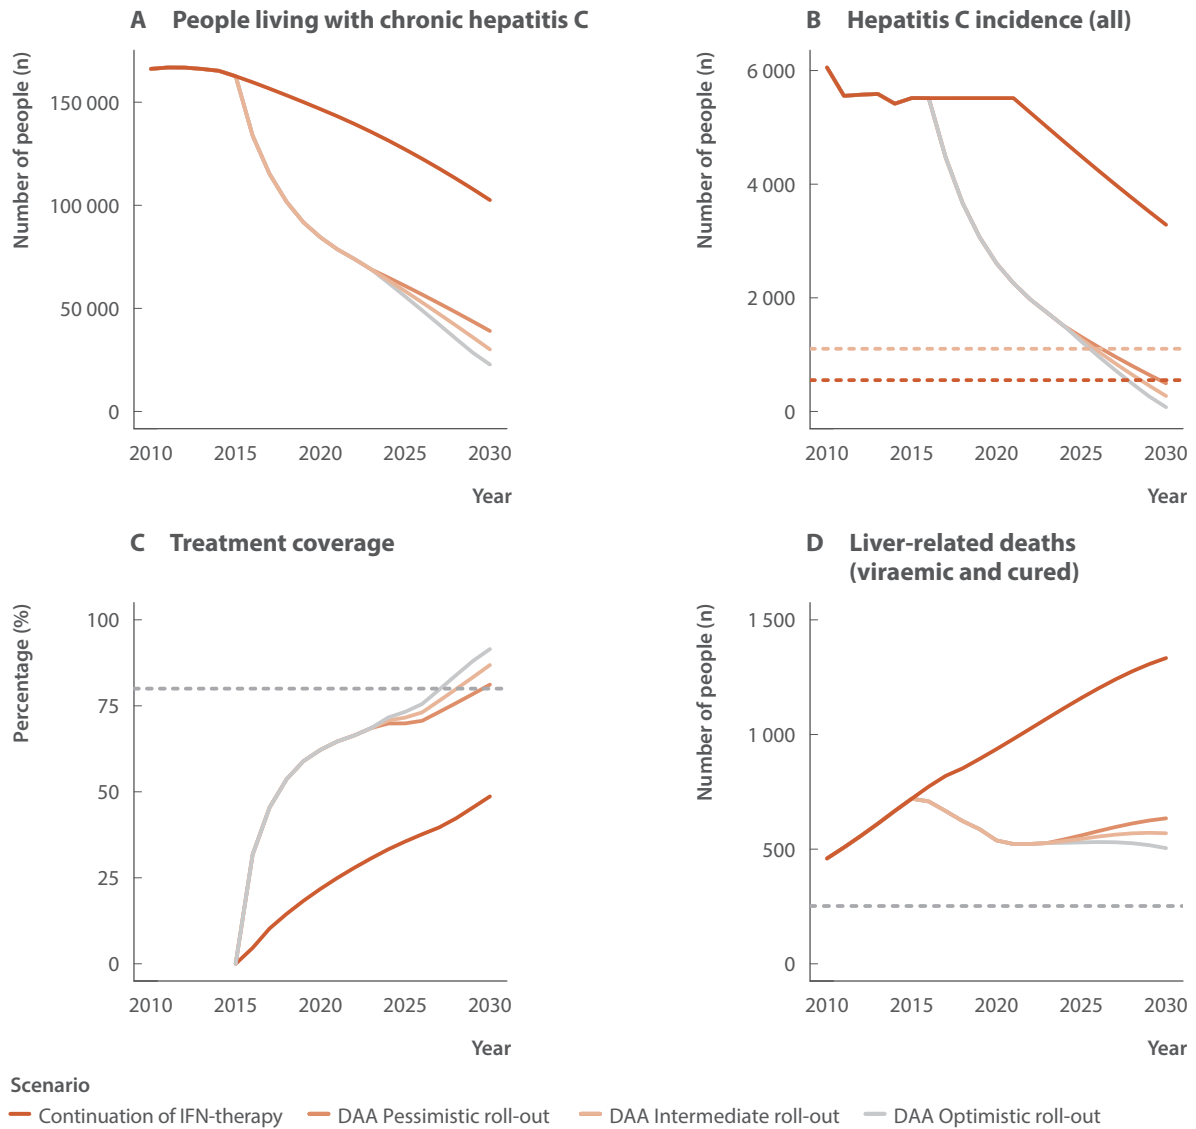 A People living with chronic hepatitis C
Number of people (n)
150 000
100 000
50 000
0
2010 2015 2020 2025 2030
Year
B Hepatitis C incidence (all)
Number of people (n)
6 000
4 000
2 000
0
2010 2015 2020 2025 2030
Year
C Treatment coverage
Percentage (%)
100
75
50
25
0
2010 2015 2020 2025 2030
Year
D Liver-related deaths
(viraemic and cured)
Number of people (n)
1 500
1 000
500
0
2010 2015 2020 2025 2030
Year
Scenario
Continuation of IFN-therapy DAA Pessimistic roll-out DAA Intermediate roll-out DAA Optimistic roll-out